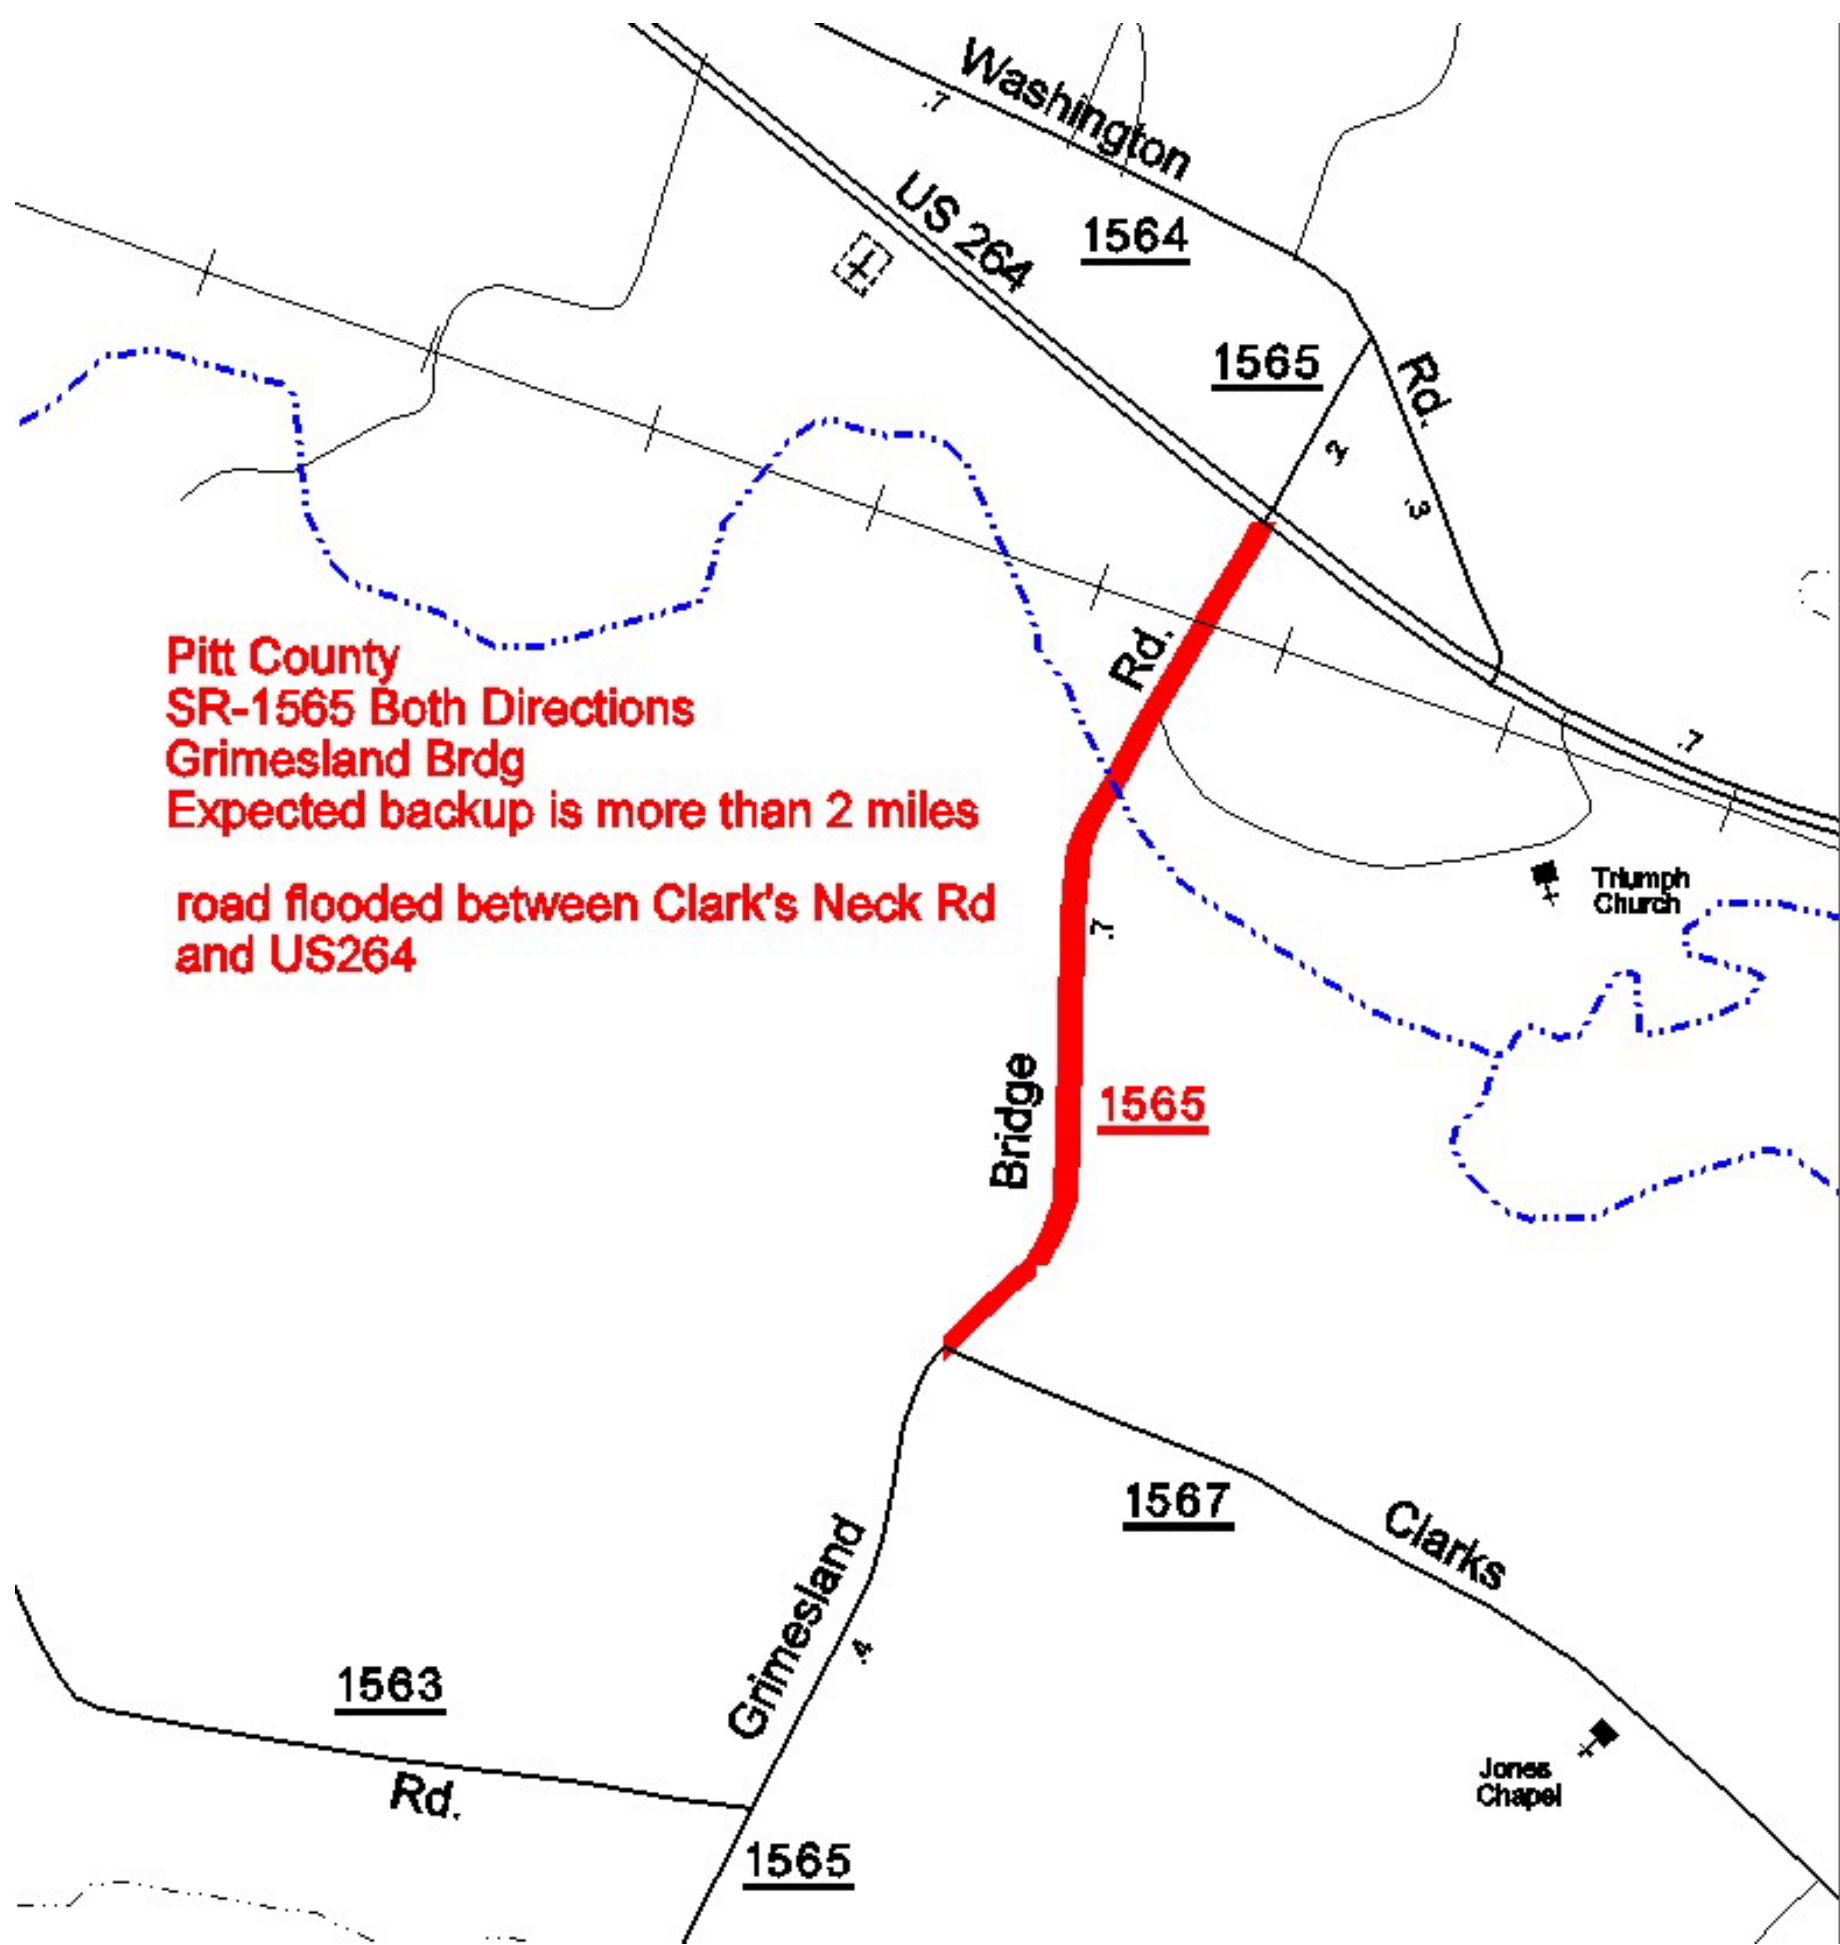 Washington
.7
US 264
1564
1565
Rd.
.2
.3
Rd.
.7
Pitt County
SR-1565 Both Directions
Grimesland Brdg
Expected backup is more than 2 miles
road flooded between Clark's Neck Rd
and US264
Triumph
Church
.7
Bridge
1565
1567
Clarks
Grimesland
.4
1563
Rd.
Jones
Chapel
1565